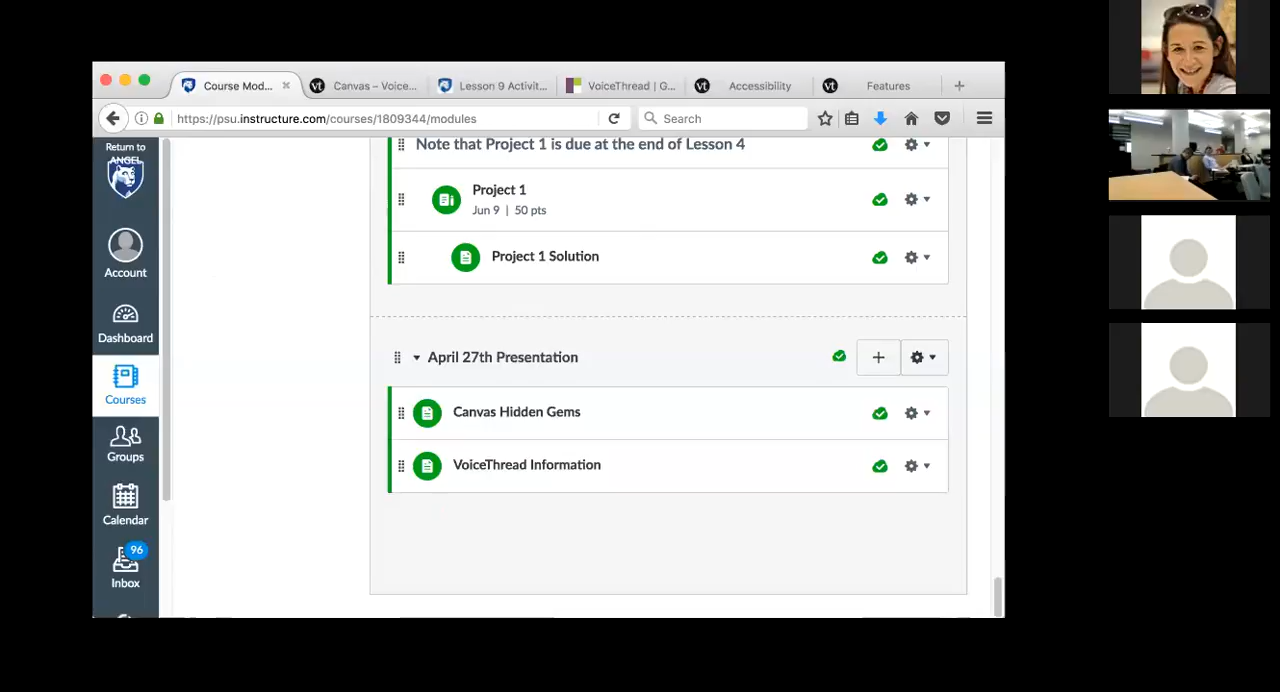 Course Mod...
Canvas – Voice...
Lesson 9 Activit...
VoiceThread | G...
Accessibility
Features
https://psu.instructure.com/courses/1809344/modules
Search
Return to
ANGEL
Account
Dashboard
Courses
Groups
Calendar
96
Inbox
Note that Project 1 is due at the end of Lesson 4
Project 1
Jun 9 | 50 pts
Project 1 Solution
April 27th Presentation
Canvas Hidden Gems
VoiceThread Information